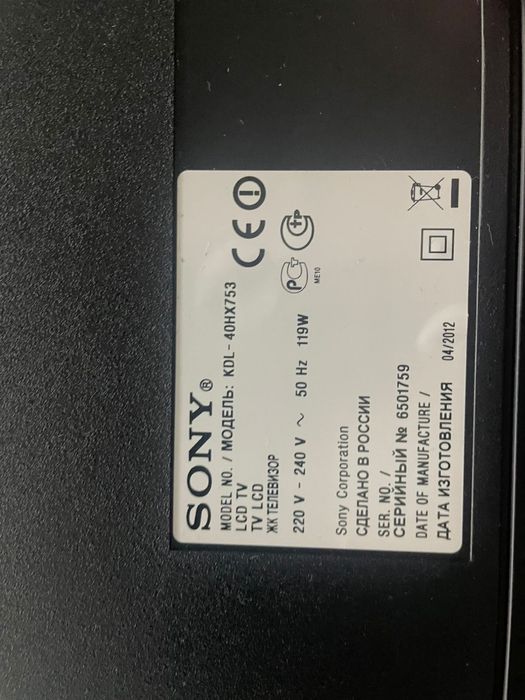 SONY®
MODEL NO. / МОДЕЛЬ: KDL-40HX753
LCD TV
TV LCD
ЖК ТЕЛЕВИЗОР
220 V - 240 V ~ 50 Hz 119W
CE
РСТ
ME10
Sony Corporation
СДЕЛАНО В РОССИИ
SER. NO. /
СЕРИЙНЫЙ № 6501759
DATE OF MANUFACTURE /
ДАТА ИЗГОТОВЛЕНИЯ 04/2012